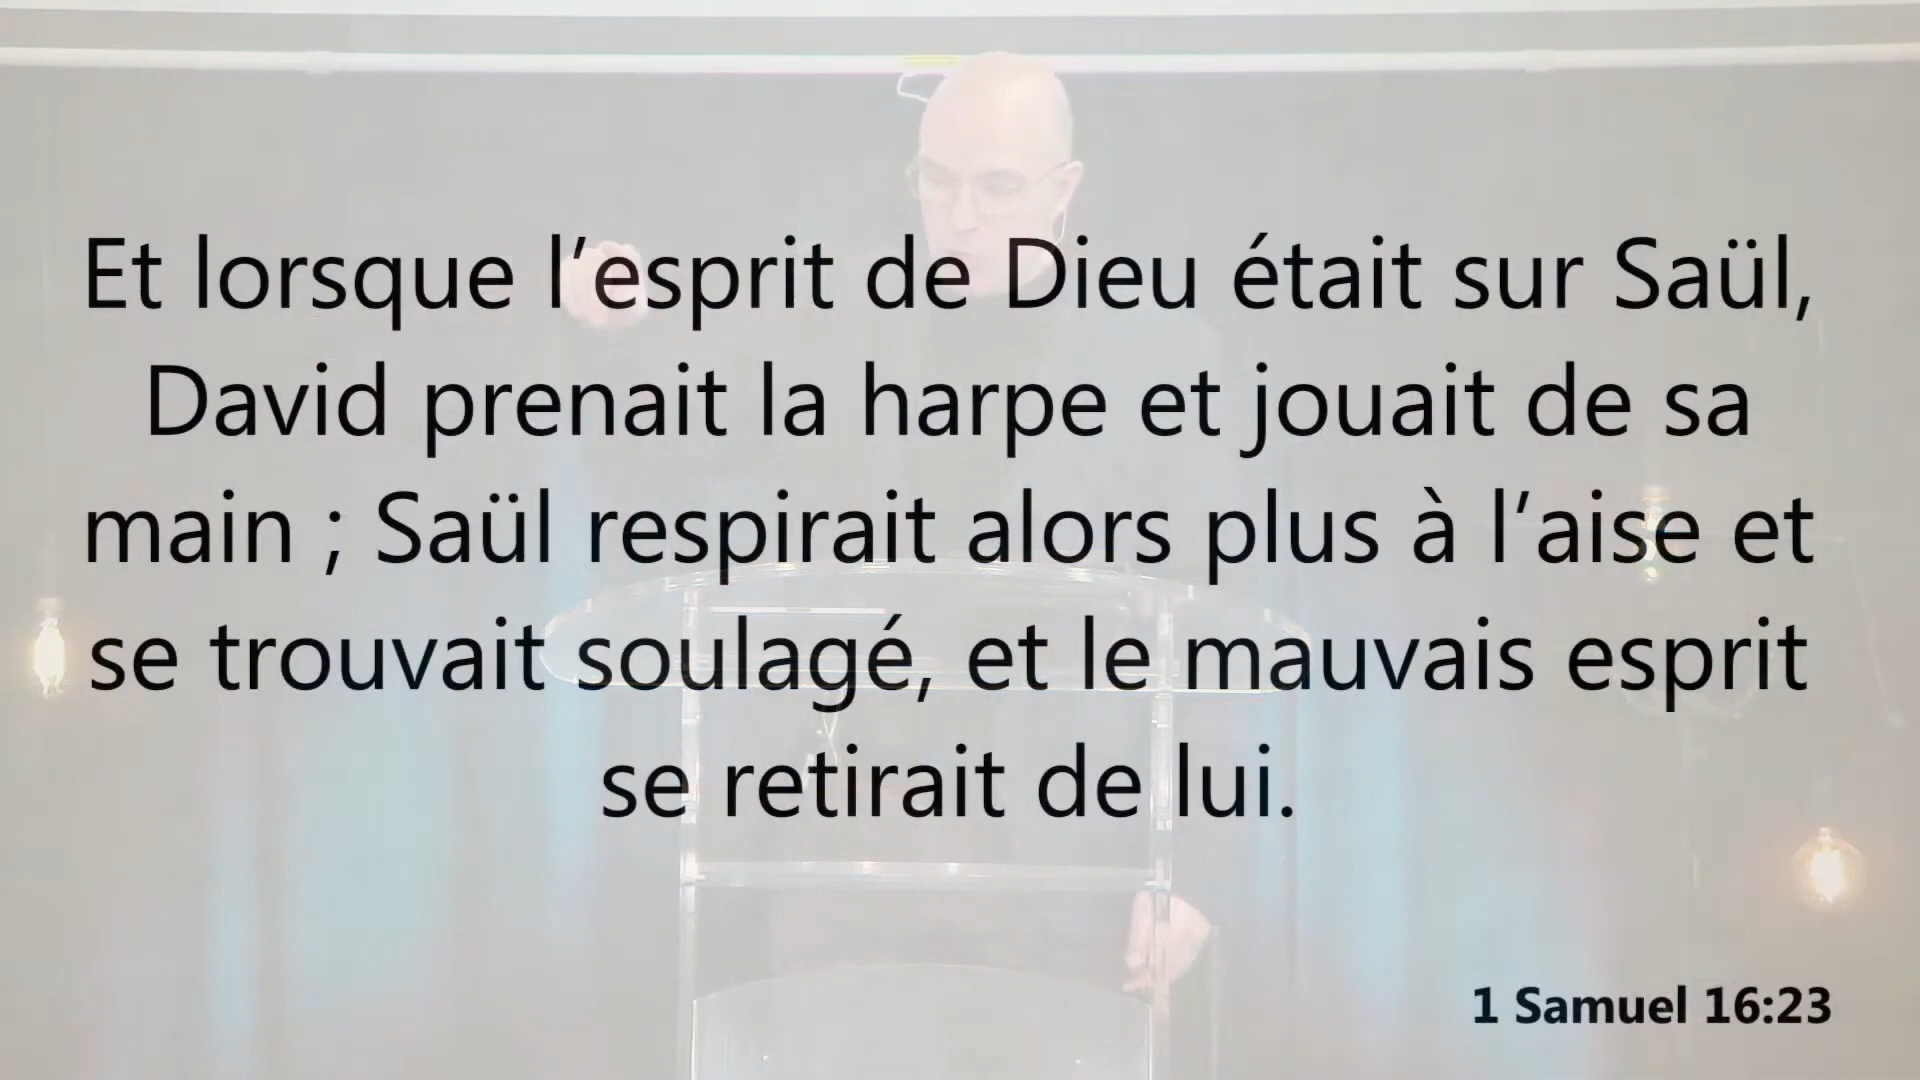 Et lorsque l’esprit de Dieu était sur Saül,
David prenait la harpe et jouait de sa
main ; Saül respirait alors plus à l’aise et
se trouvait soulagé, et le mauvais esprit
se retirait de lui.
1 Samuel 16:23